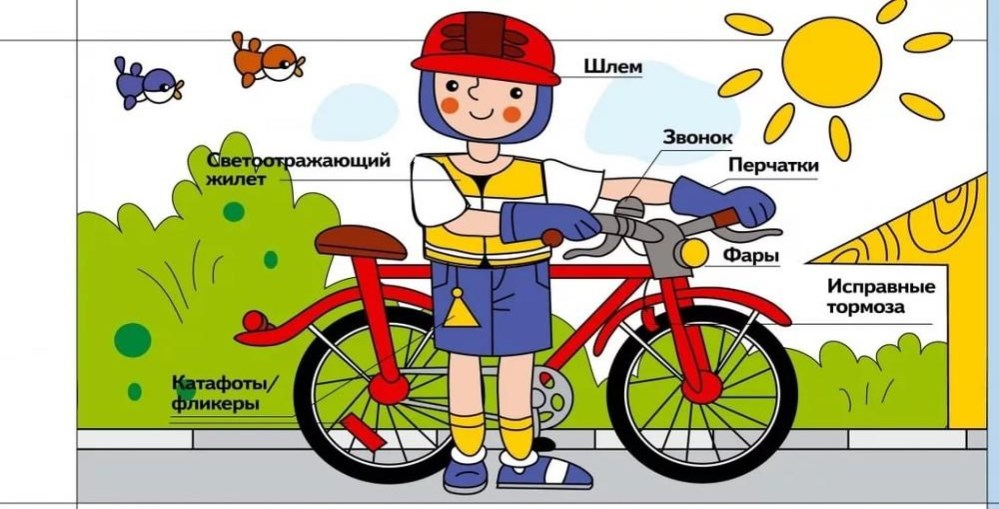 Шлем
Звонок
Перчатки
Светоотражающий
жилет
Фары
Исправные
тормоза
Катафоты/
фликеры